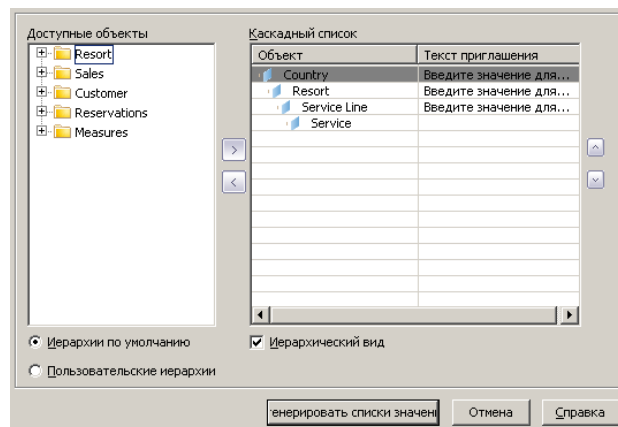 Доступные объекты
Resort
Sales
Customer
Reservations
Measures
Каскадный список
Объект Текст приглашения
Country Введите значение для...
Resort Введите значение для...
Service Line Введите значение для...
Service
Иерархии по умолчанию
Пользовательские иерархии
Иерархический вид
енерировать списки значени
Отмена
Справка